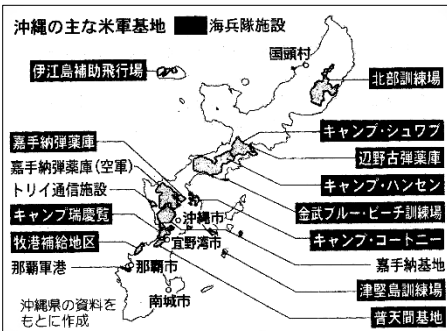 沖縄の主な米軍基地 海兵隊施設
国頭村
伊江島補助飛行場
北部訓練場
キャンプ・シュワブ
嘉手納弾薬庫
辺野古弾薬庫
嘉手納弾薬庫(空軍)
キャンプ・ハンセン
トリイ通信施設
沖縄市
金武ブルー・ビーチ訓練場
キャンプ瑞慶覧
宜野湾市
キャンプ・コートニー
牧港補給地区
嘉手納基地
那覇軍港
那覇市
津堅島訓練場
南城市
普天間基地
沖縄県の資料を
もとに作成